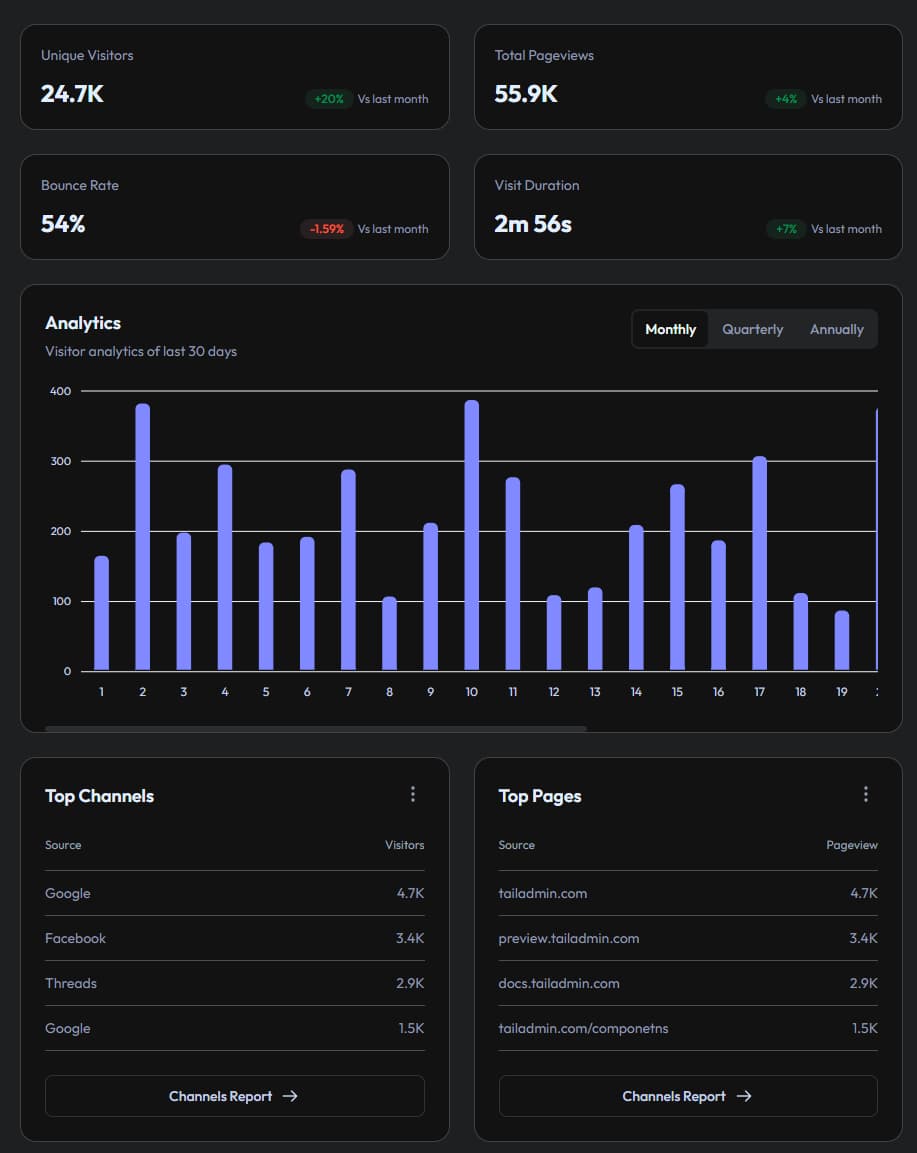 Unique Visitors
24.7K
+20% Vs last month
Total Pageviews
55.9K
+4% Vs last month
Bounce Rate
54%
-1.59% Vs last month
Visit Duration
2m 56s
+7% Vs last month
Analytics
Visitor analytics of last 30 days
Monthly Quarterly Annually
400
300
200
100
0
1 2 3 4 5 6 7 8 9 10 11 12 13 14 15 16 17 18 19
Top Channels
Source Visitors
Google 4.7K
Facebook 3.4K
Threads 2.9K
Google 1.5K
Channels Report
Top Pages
Source Pageview
tailadmin.com 4.7K
preview.tailadmin.com 3.4K
docs.tailadmin.com 2.9K
tailadmin.com/componetns 1.5K
Channels Report